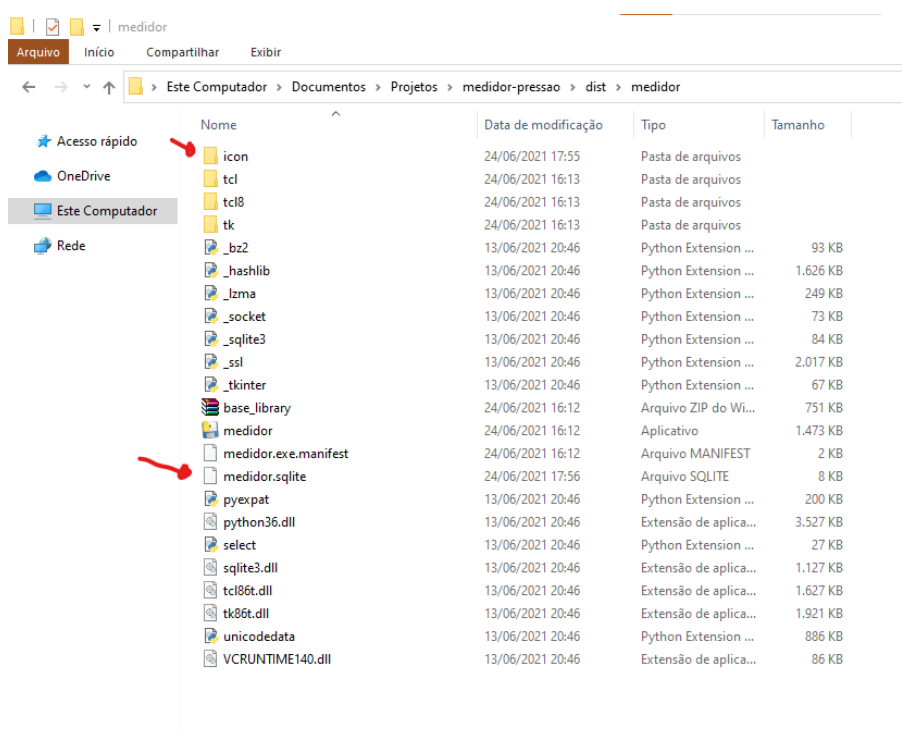 medidor
Arquivo Início Compartilhar Exibir
Este Computador > Documentos > Projetos > medidor-pressao > dist > medidor
Acesso rápido
OneDrive
Este Computador
Rede
Nome Data de modificação Tipo Tamanho
icon 24/06/2021 17:55 Pasta de arquivos
tcl 24/06/2021 16:13 Pasta de arquivos
tcl8 24/06/2021 16:13 Pasta de arquivos
tk 24/06/2021 16:13 Pasta de arquivos
_bz2 13/06/2021 20:46 Python Extension ... 93 KB
_hashlib 13/06/2021 20:46 Python Extension ... 1.626 KB
_lzma 13/06/2021 20:46 Python Extension ... 249 KB
_socket 13/06/2021 20:46 Python Extension ... 73 KB
_sqlite3 13/06/2021 20:46 Python Extension ... 84 KB
_ssl 13/06/2021 20:46 Python Extension ... 2.017 KB
_tkinter 13/06/2021 20:46 Python Extension ... 67 KB
base_library 24/06/2021 16:12 Arquivo ZIP do Wi... 751 KB
medidor 24/06/2021 16:12 Aplicativo 1.473 KB
medidor.exe.manifest 24/06/2021 16:12 Arquivo MANIFEST 2 KB
medidor.sqlite 24/06/2021 17:56 Arquivo SQLITE 8 KB
pyexpat 13/06/2021 20:46 Python Extension ... 200 KB
python36.dll 13/06/2021 20:46 Extensão de aplica... 3.527 KB
select 13/06/2021 20:46 Python Extension ... 27 KB
sqlite3.dll 13/06/2021 20:46 Extensão de aplica... 1.127 KB
tcl86t.dll 13/06/2021 20:46 Extensão de aplica... 1.627 KB
tk86t.dll 13/06/2021 20:46 Extensão de aplica... 1.921 KB
unicodedata 13/06/2021 20:46 Python Extension ... 886 KB
VCRUNTIME140.dll 13/06/2021 20:46 Extensão de aplica... 86 KB